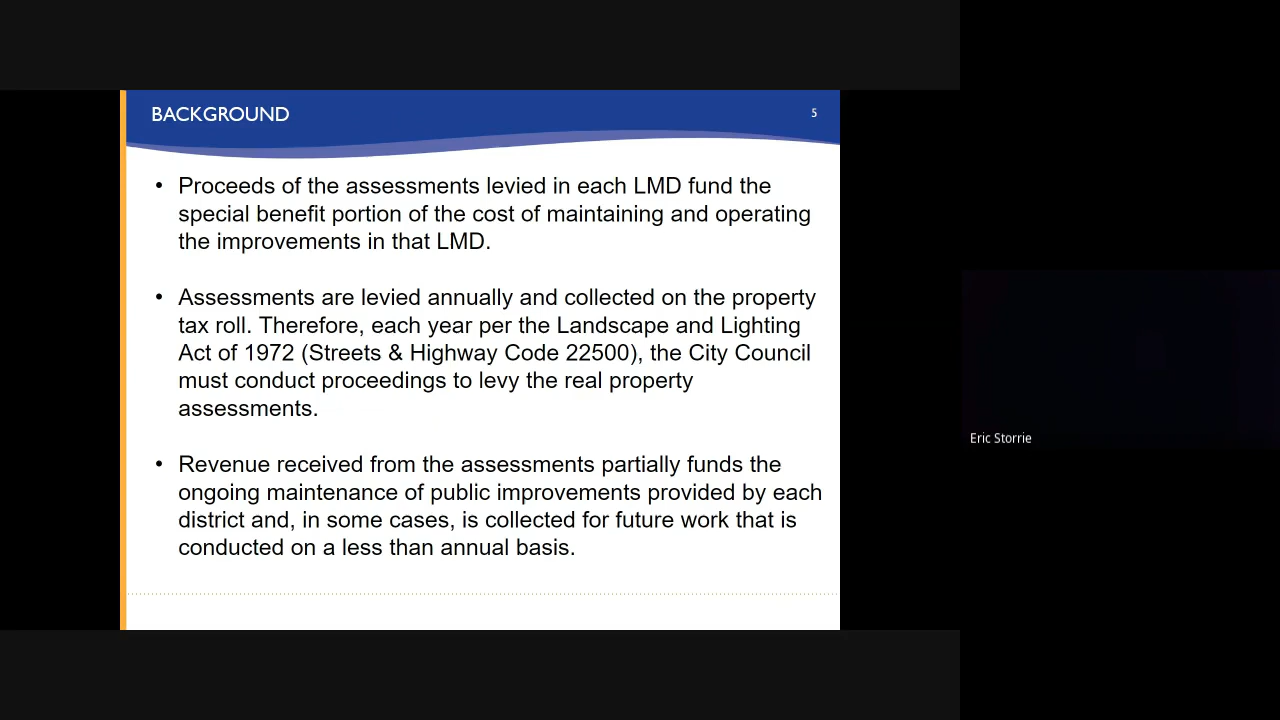 BACKGROUND
5
• Proceeds of the assessments levied in each LMD fund the
special benefit portion of the cost of maintaining and operating
the improvements in that LMD.
• Assessments are levied annually and collected on the property
tax roll. Therefore, each year per the Landscape and Lighting
Act of 1972 (Streets & Highway Code 22500), the City Council
must conduct proceedings to levy the real property
assessments.
• Revenue received from the assessments partially funds the
ongoing maintenance of public improvements provided by each
district and, in some cases, is collected for future work that is
conducted on a less than annual basis.
Eric Storrie